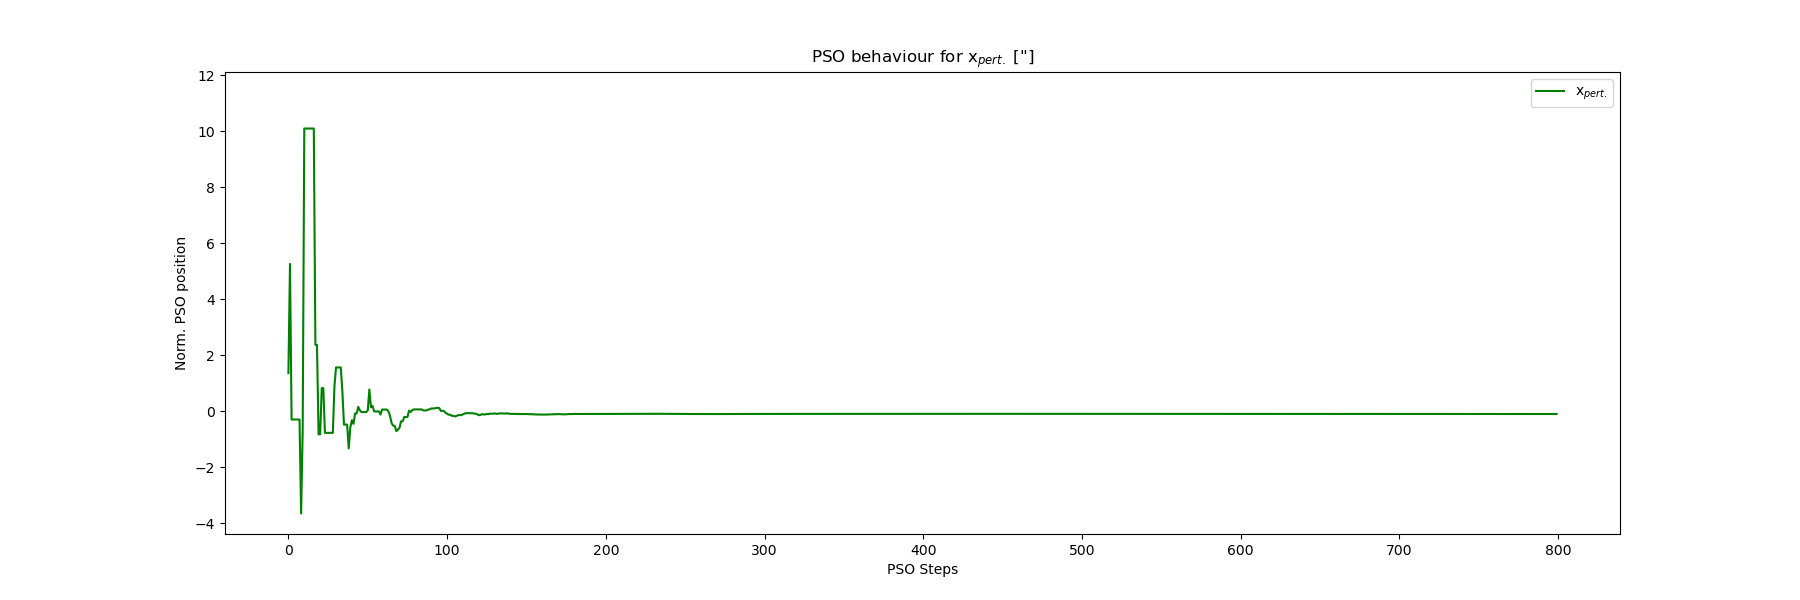 PSO behaviour for x_pert. ["]
12
10
8
6
4
2
0
−2
−4
Norm. PSO position
x_pert.
0 100 200 300 400 500 600 700 800
PSO Steps